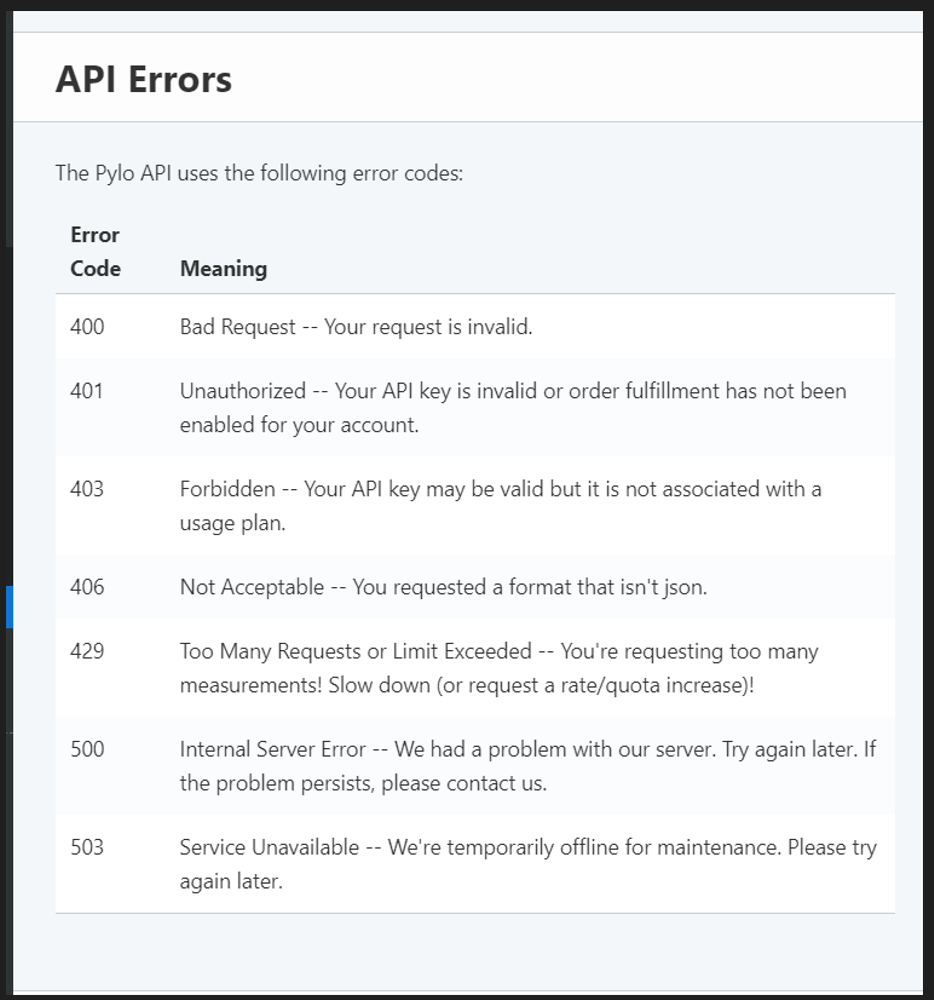 API Errors
The Pylo API uses the following error codes:
Error
Code Meaning
400 Bad Request -- Your request is invalid.
401 Unauthorized -- Your API key is invalid or order fulfillment has not been
enabled for your account.
403 Forbidden -- Your API key may be valid but it is not associated with a
usage plan.
406 Not Acceptable -- You requested a format that isn't json.
429 Too Many Requests or Limit Exceeded -- You're requesting too many
measurements! Slow down (or request a rate/quota increase)!
500 Internal Server Error -- We had a problem with our server. Try again later. If
the problem persists, please contact us.
503 Service Unavailable -- We're temporarily offline for maintenance. Please try
again later.